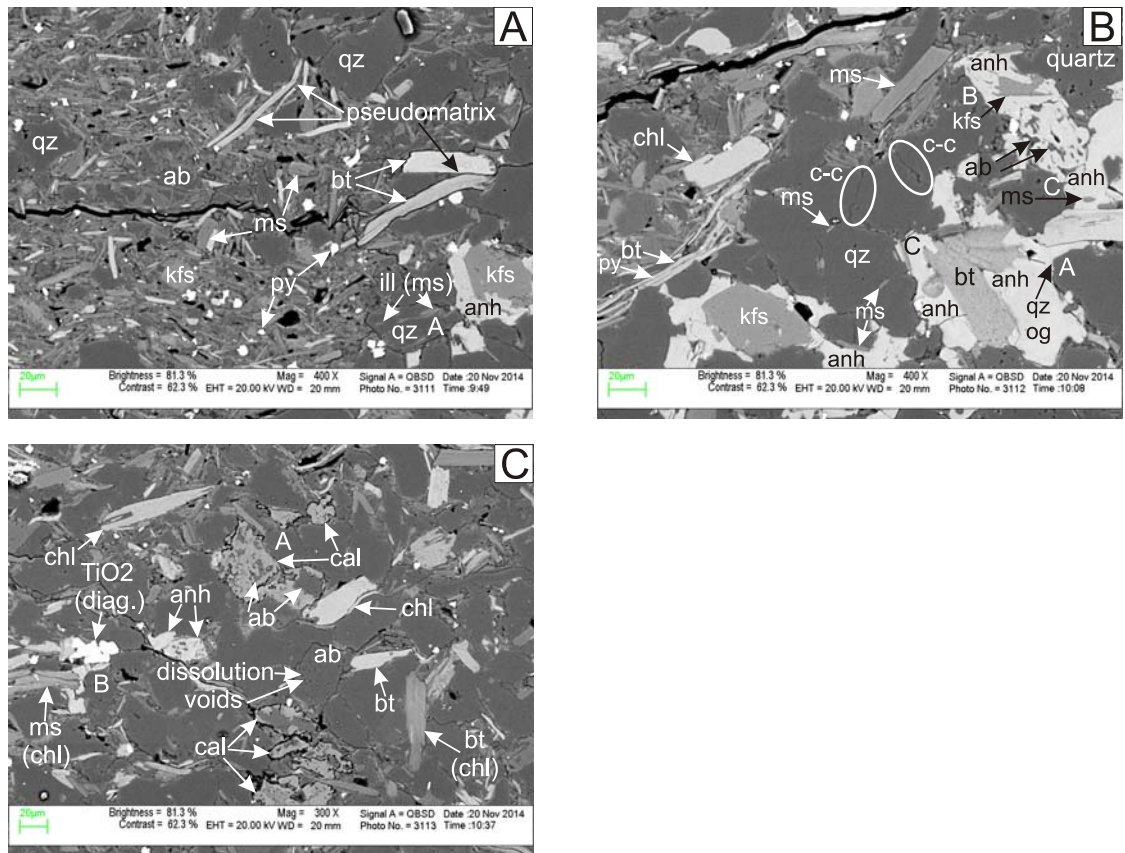 A
qz
pseudomatrix
qz
ab
bt
ms
kfs
py
ill (ms)
kfs
qz A
anh
20µm
Brightness = 81.3 % Mag = 400 X Signal A = QBSD Date :20 Nov 2014
Contrast = 62.3 % EHT = 20.00 kV WD = 20 mm Photo No. = 3111 Time :9:49
B
quartz
anh
ms
B
kfs
chl
c-c
c-c
ab
anh
ms C
ms
bt
py
qz
C
A
anh
bt
qz
og
kfs
ms
anh
anh
20µm
Brightness = 81.3 % Mag = 400 X Signal A = QBSD Date :20 Nov 2014
Contrast = 62.3 % EHT = 20.00 kV WD = 20 mm Photo No. = 3112 Time :10:08
C
chl
A
cal
TiO2
(diag.)
anh
ab
chl
ab
dissolution
voids
B
bt
ms
(chl)
cal
bt
(chl)
20µm
Brightness = 81.3 % Mag = 300 X Signal A = QBSD Date :20 Nov 2014
Contrast = 62.3 % EHT = 20.00 kV WD = 20 mm Photo No. = 3113 Time :10:37